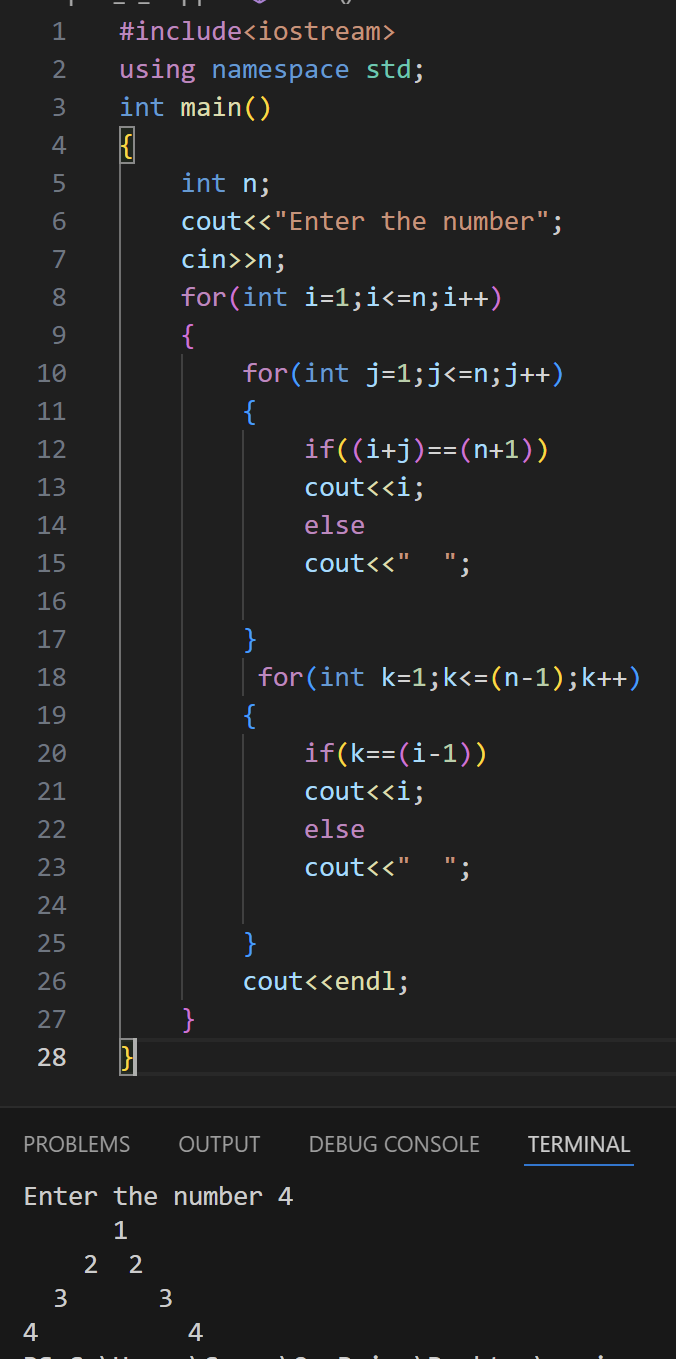 1 #include<iostream>
2 using namespace std;
3 int main()
4 {
5     int n;
6     cout<<"Enter the number";
7     cin>>n;
8     for(int i=1;i<=n;i++)
9     {
10         for(int j=1;j<=n;j++)
11         {
12             if((i+j)==(n+1))
13             cout<<i;
14             else
15             cout<<"  ";
16
17         }
18          for(int k=1;k<=(n-1);k++)
19         {
20             if(k==(i-1))
21             cout<<i;
22             else
23             cout<<"  ";
24
25         }
26         cout<<endl;
27     }
28 }
PROBLEMS OUTPUT DEBUG CONSOLE TERMINAL
Enter the number 4
      1
    2  2
  3      3
4          4